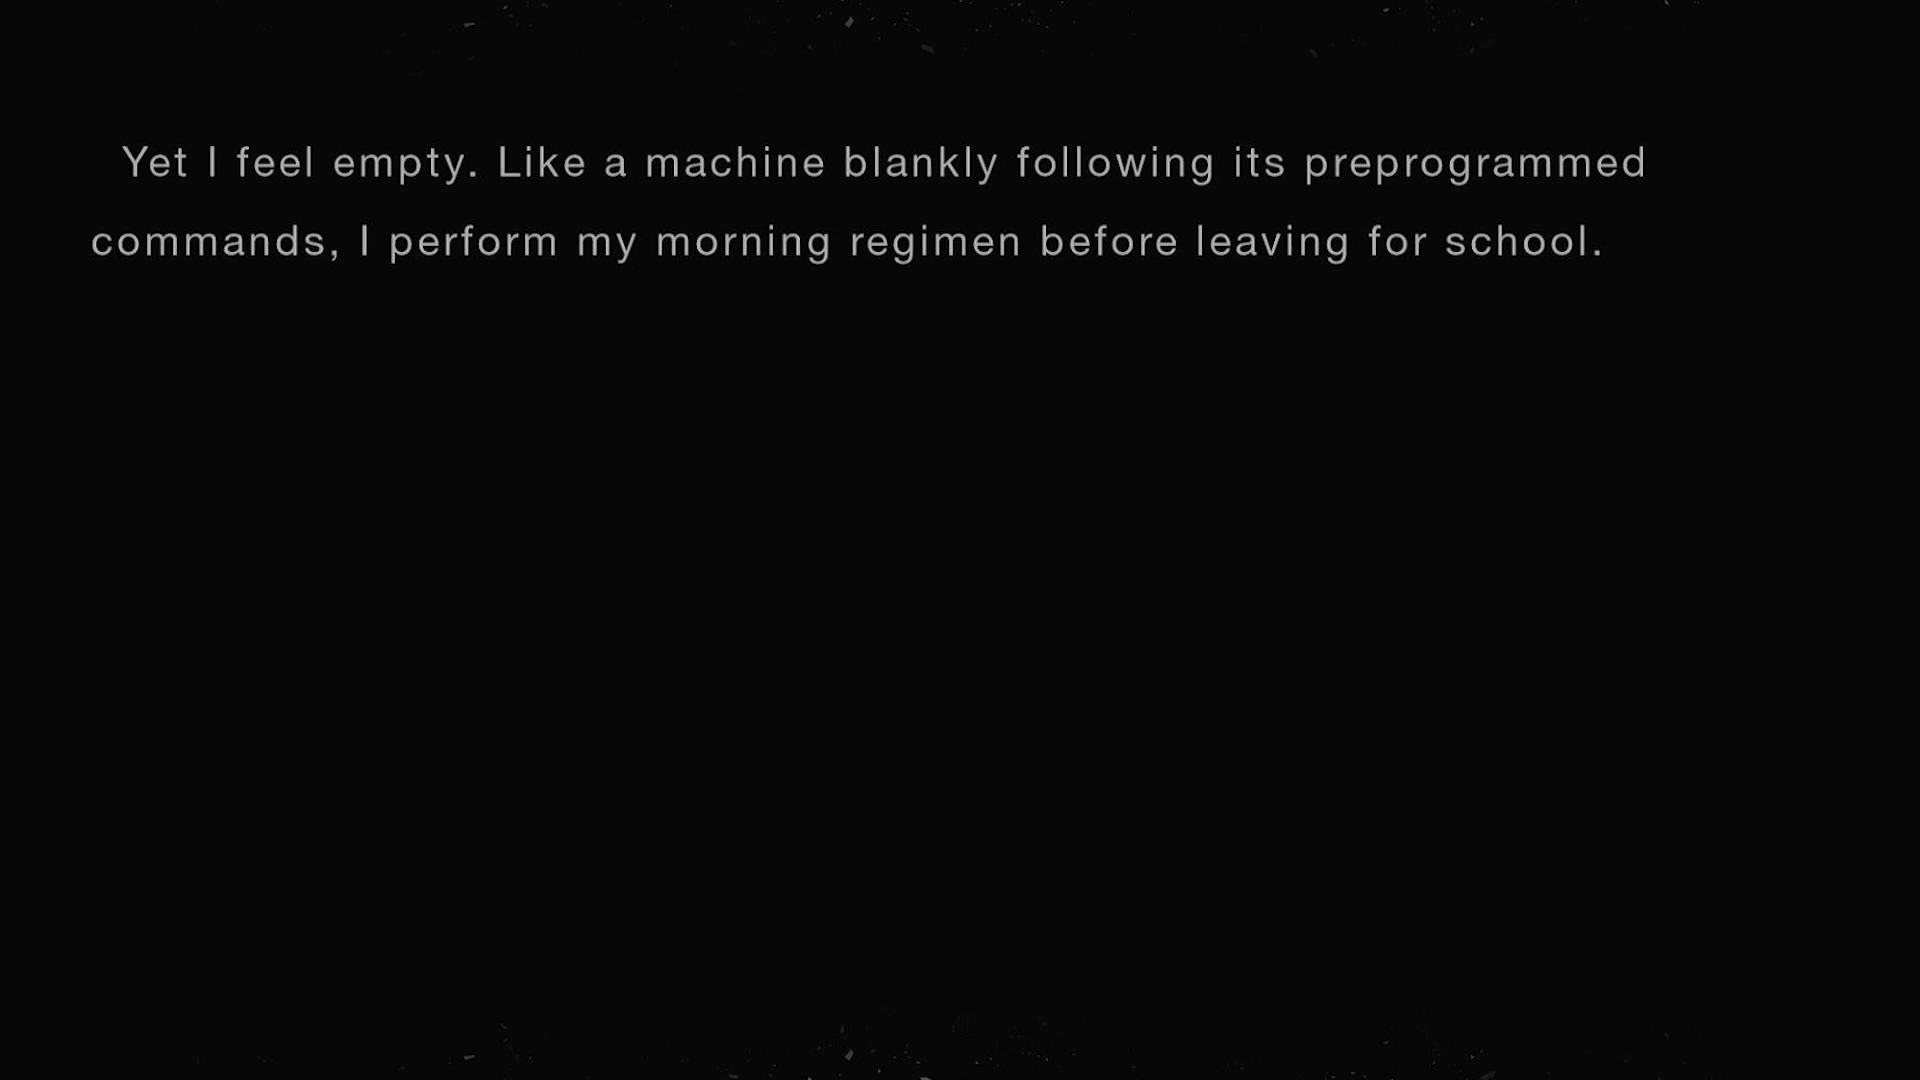 Yet I feel empty. Like a machine blankly following its preprogrammed
commands, I perform my morning regimen before leaving for school.